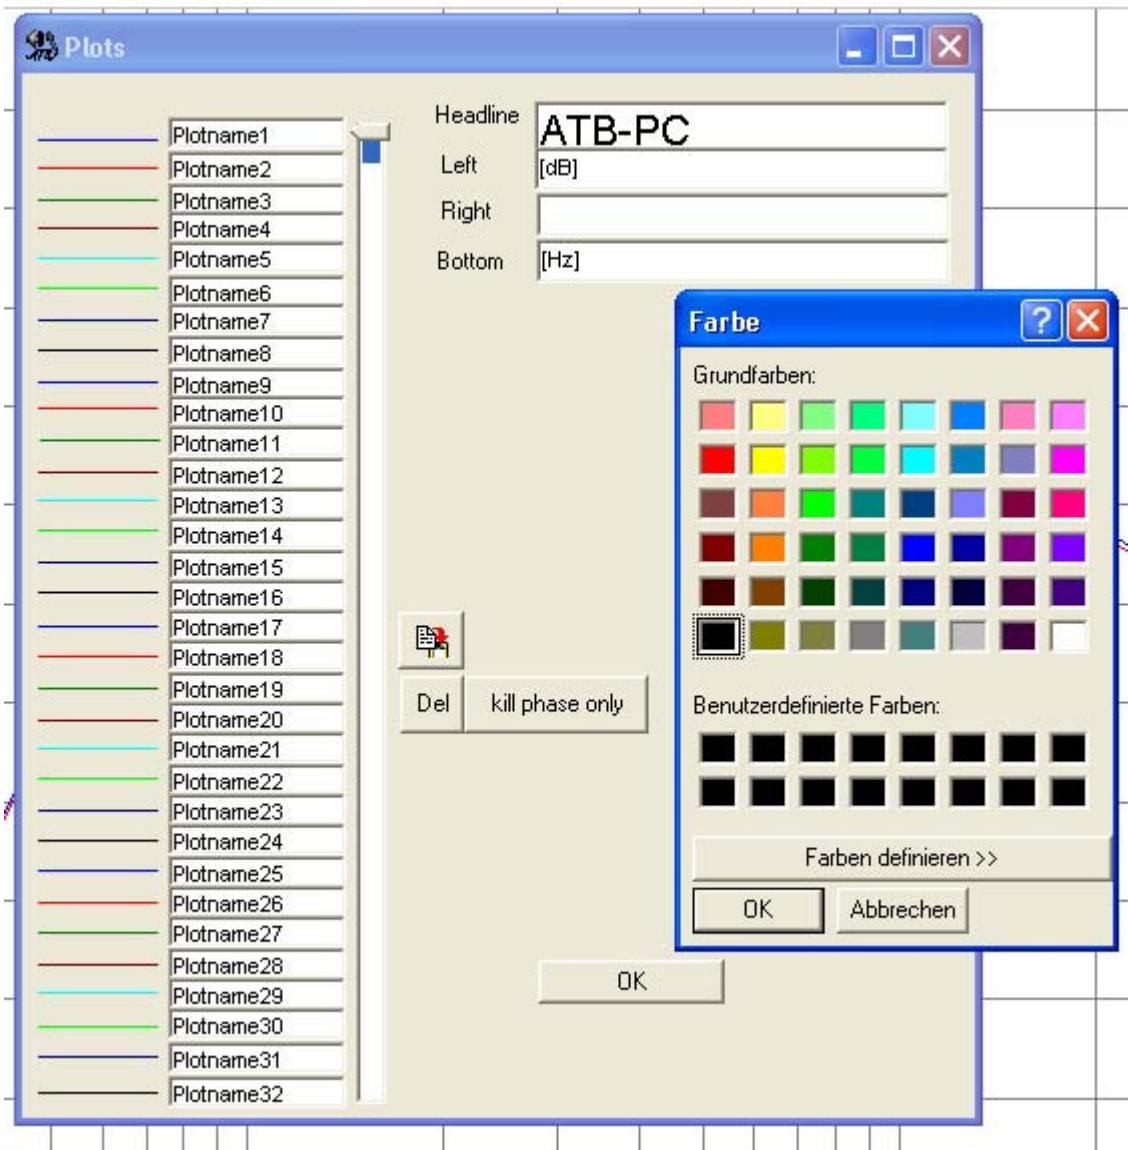 Plots
Plotname1
Plotname2
Plotname3
Plotname4
Plotname5
Plotname6
Plotname7
Plotname8
Plotname9
Plotname10
Plotname11
Plotname12
Plotname13
Plotname14
Plotname15
Plotname16
Plotname17
Plotname18
Plotname19
Plotname20
Plotname21
Plotname22
Plotname23
Plotname24
Plotname25
Plotname26
Plotname27
Plotname28
Plotname29
Plotname30
Plotname31
Plotname32
Headline ATB-PC
Left [dB]
Right
Bottom [Hz]
Del kill phase only
OK
Farbe
Grundfarben:
Benutzerdefinierte Farben:
Farben definieren >>
OK Abbrechen